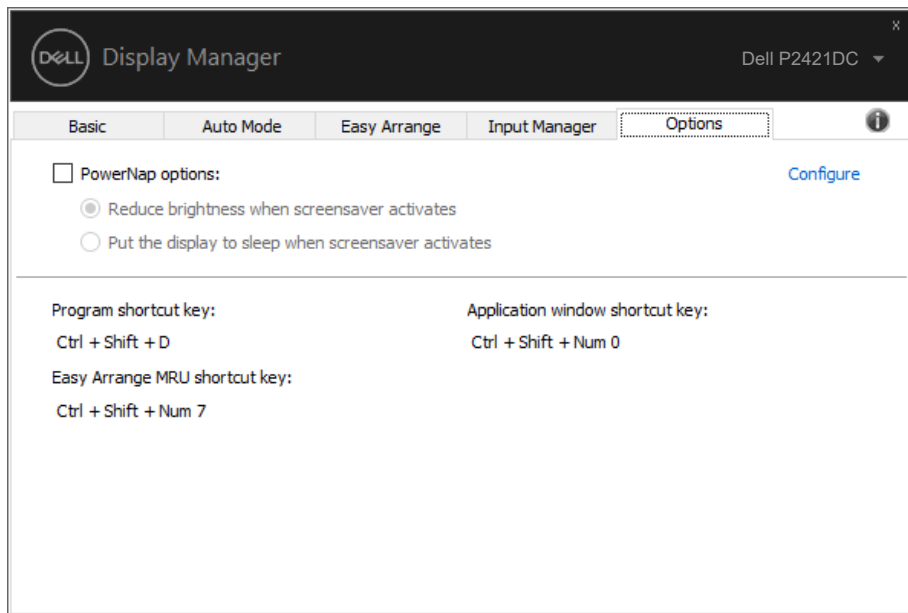 x
DELL Display Manager
Dell P2421DC
Basic Auto Mode Easy Arrange Input Manager Options
PowerNap options: Configure
Reduce brightness when screensaver activates
Put the display to sleep when screensaver activates
Program shortcut key: Application window shortcut key:
Ctrl + Shift + D Ctrl + Shift + Num 0
Easy Arrange MRU shortcut key:
Ctrl + Shift + Num 7